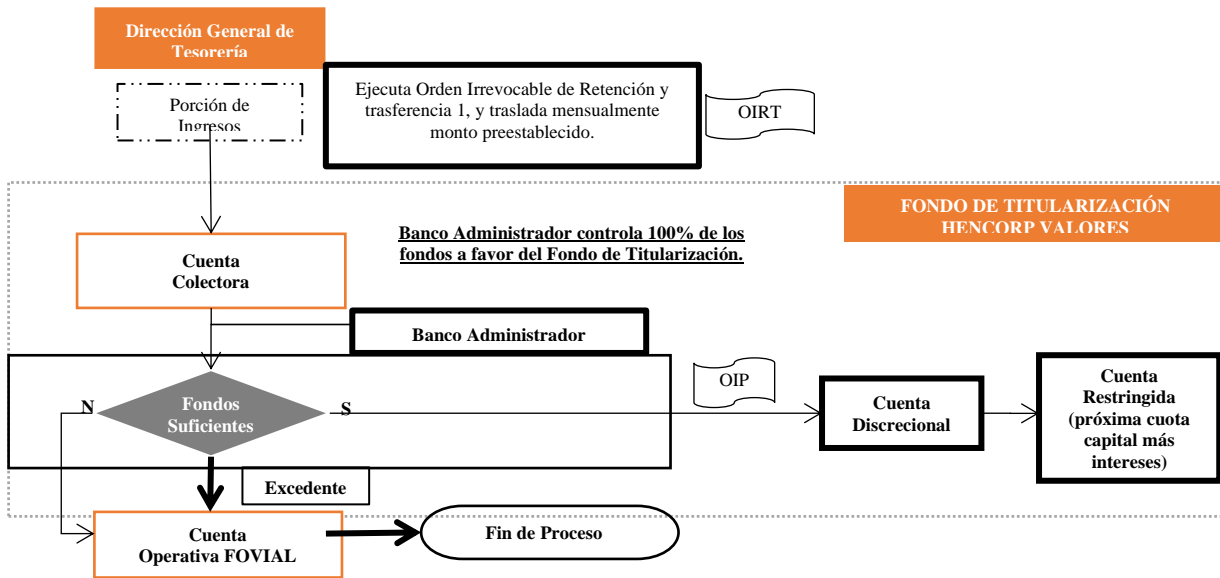 Dirección General de
Tesorería
Porción de
Ingresos
Ejecuta Orden Irrevocable de Retención y
trasferencia 1, y traslada mensualmente
monto preestablecido.
OIRT
FONDO DE TITULARIZACIÓN
HENCORP VALORES
Banco Administrador controla 100% de los
fondos a favor del Fondo de Titularización.
Cuenta
Colectora
Banco Administrador
N
Fondos
Suficientes
S
OIP
Cuenta
Discrecional
Cuenta
Restringida
(próxima cuota
capital más
intereses)
Excedente
Cuenta
Operativa FOVIAL
Fin de Proceso